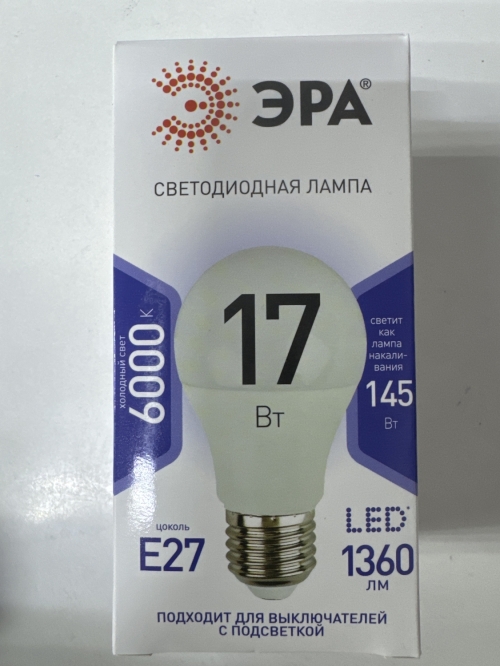 ЭРА®
СВЕТОДИОДНАЯ ЛАМПА
холодный свет
6000 К
17
Вт
светит
как
лампа
накали-
вания
145
Вт
цоколь
E27
LED
1360
ЛМ
ПОДХОДИТ ДЛЯ ВЫКЛЮЧАТЕЛЕЙ
С ПОДСВЕТКОЙ